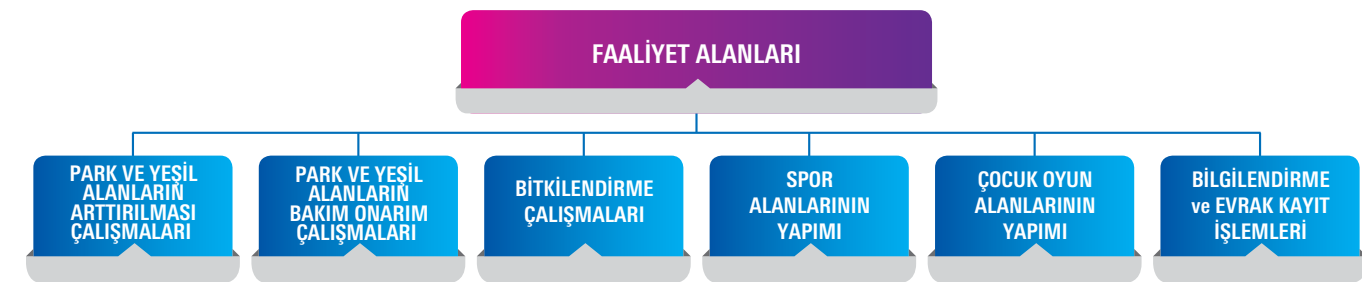 FAALİYET ALANLARI
PARK VE YEŞİL
ALANLARIN
ARTTIRILMASI
ÇALIŞMALARI
PARK VE YEŞİL
ALANLARIN
BAKIM ONARIM
ÇALIŞMALARI
BİTKİLENDİRME
ÇALIŞMALARI
SPOR
ALANLARININ
YAPIMI
ÇOCUK OYUN
ALANLARININ
YAPIMI
BİLGİLENDİRME
ve EVRAK KAYIT
İŞLEMLERİ